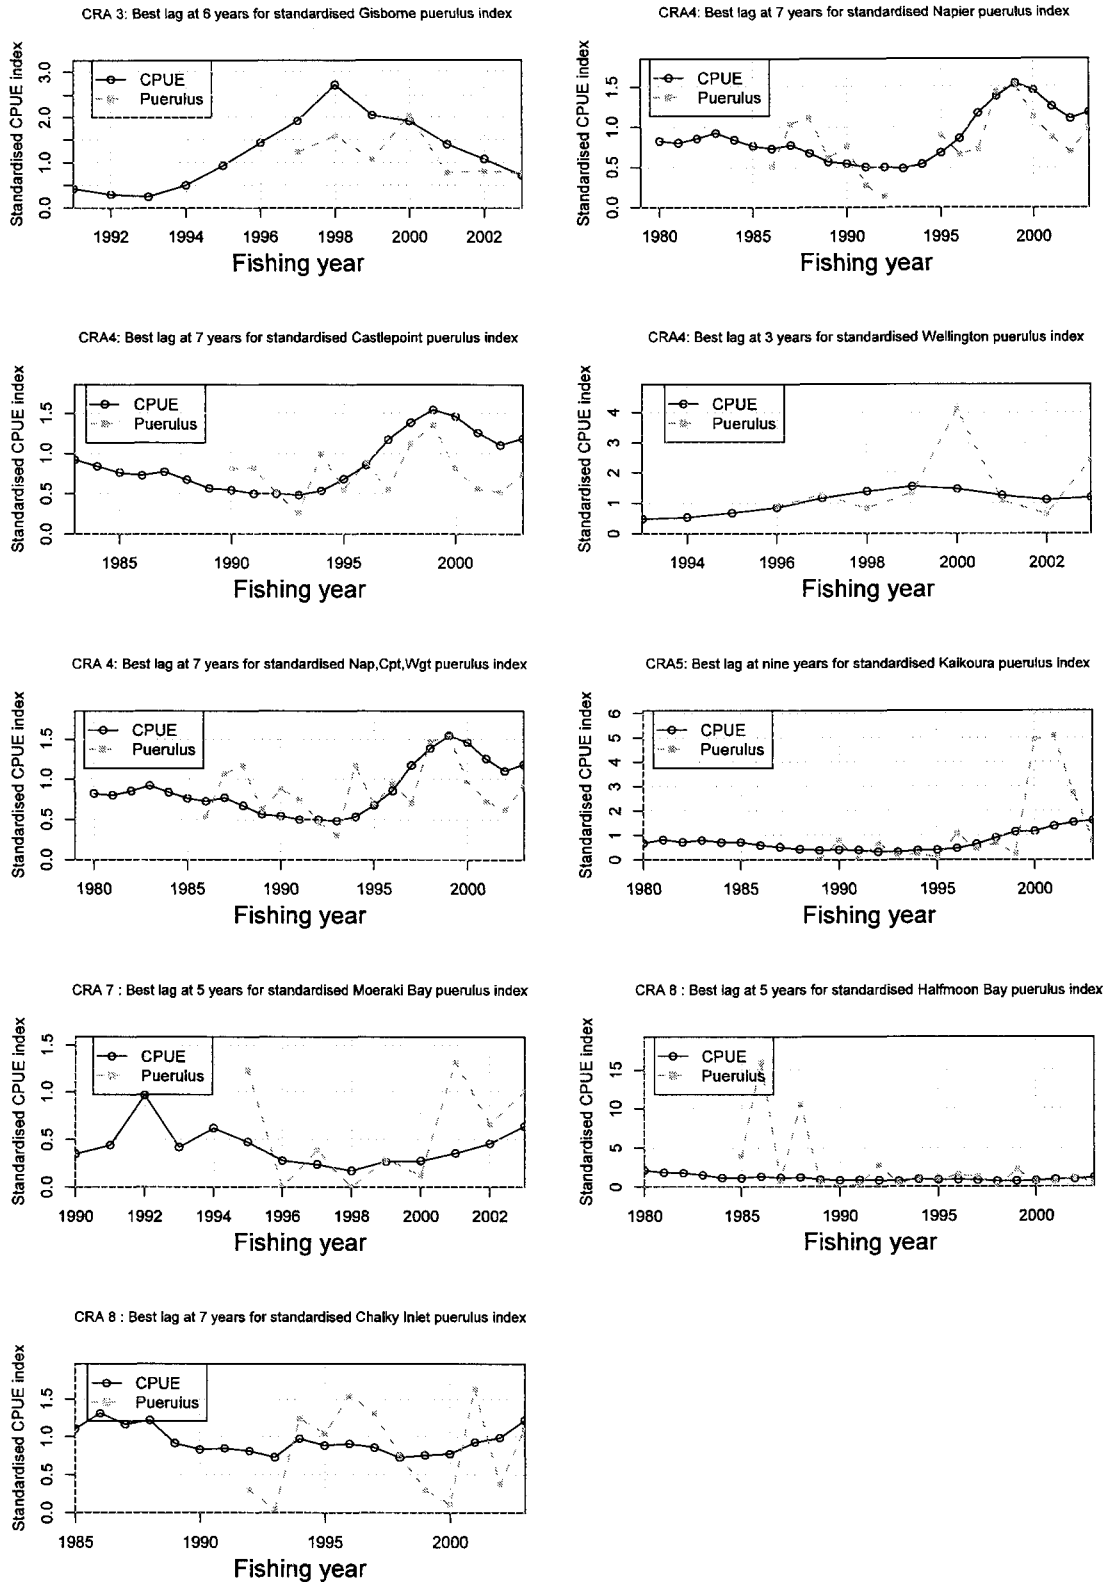 CRA 3: Best lag at 6 years for standardised Gisborne puerulus index
Standardised CPUE index
0.0 1.0 2.0 3.0
CPUE
Puerulus
1992 1994 1996 1998 2000 2002
Fishing year
CRA4: Best lag at 7 years for standardised Napier puerulus index
Standardised CPUE index
0.0 0.5 1.0 1.5
CPUE
Puerulus
1980 1985 1990 1995 2000
Fishing year
CRA4: Best lag at 7 years for standardised Castlepoint puerulus index
Standardised CPUE index
0.0 0.5 1.0 1.5
CPUE
Puerulus
1985 1990 1995 2000
Fishing year
CRA4: Best lag at 3 years for standardised Wellington puerulus index
Standardised CPUE index
0 1 2 3 4
CPUE
Puerulus
1994 1996 1998 2000 2002
Fishing year
CRA 4: Best lag at 7 years for standardised Nap,Cpt,Wgt puerulus index
Standardised CPUE index
0.0 0.5 1.0 1.5
CPUE
Puerulus
1980 1985 1990 1995 2000
Fishing year
CRA5: Best lag at nine years for standardised Kaikoura puerulus Index
Standardised CPUE index
0 1 2 3 4 5 6
CPUE
Puerulus
1980 1985 1990 1995 2000
Fishing year
CRA 7 : Best lag at 5 years for standardised Moeraki Bay puerulus index
Standardised CPUE index
0.0 0.5 1.0 1.5
CPUE
Puerulus
1990 1992 1994 1996 1998 2000 2002
Fishing year
CRA 8 : Best lag at 5 years for standardised Halfmoon Bay puerulus index
Standardised CPUE index
0 5 10 15
CPUE
Puerulus
1980 1985 1990 1995 2000
Fishing year
CRA 8 : Best lag at 7 years for standardised Chalky Inlet puerulus index
Standardised CPUE index
0.0 0.5 1.0 1.5
CPUE
Puerulus
1985 1990 1995 2000
Fishing year